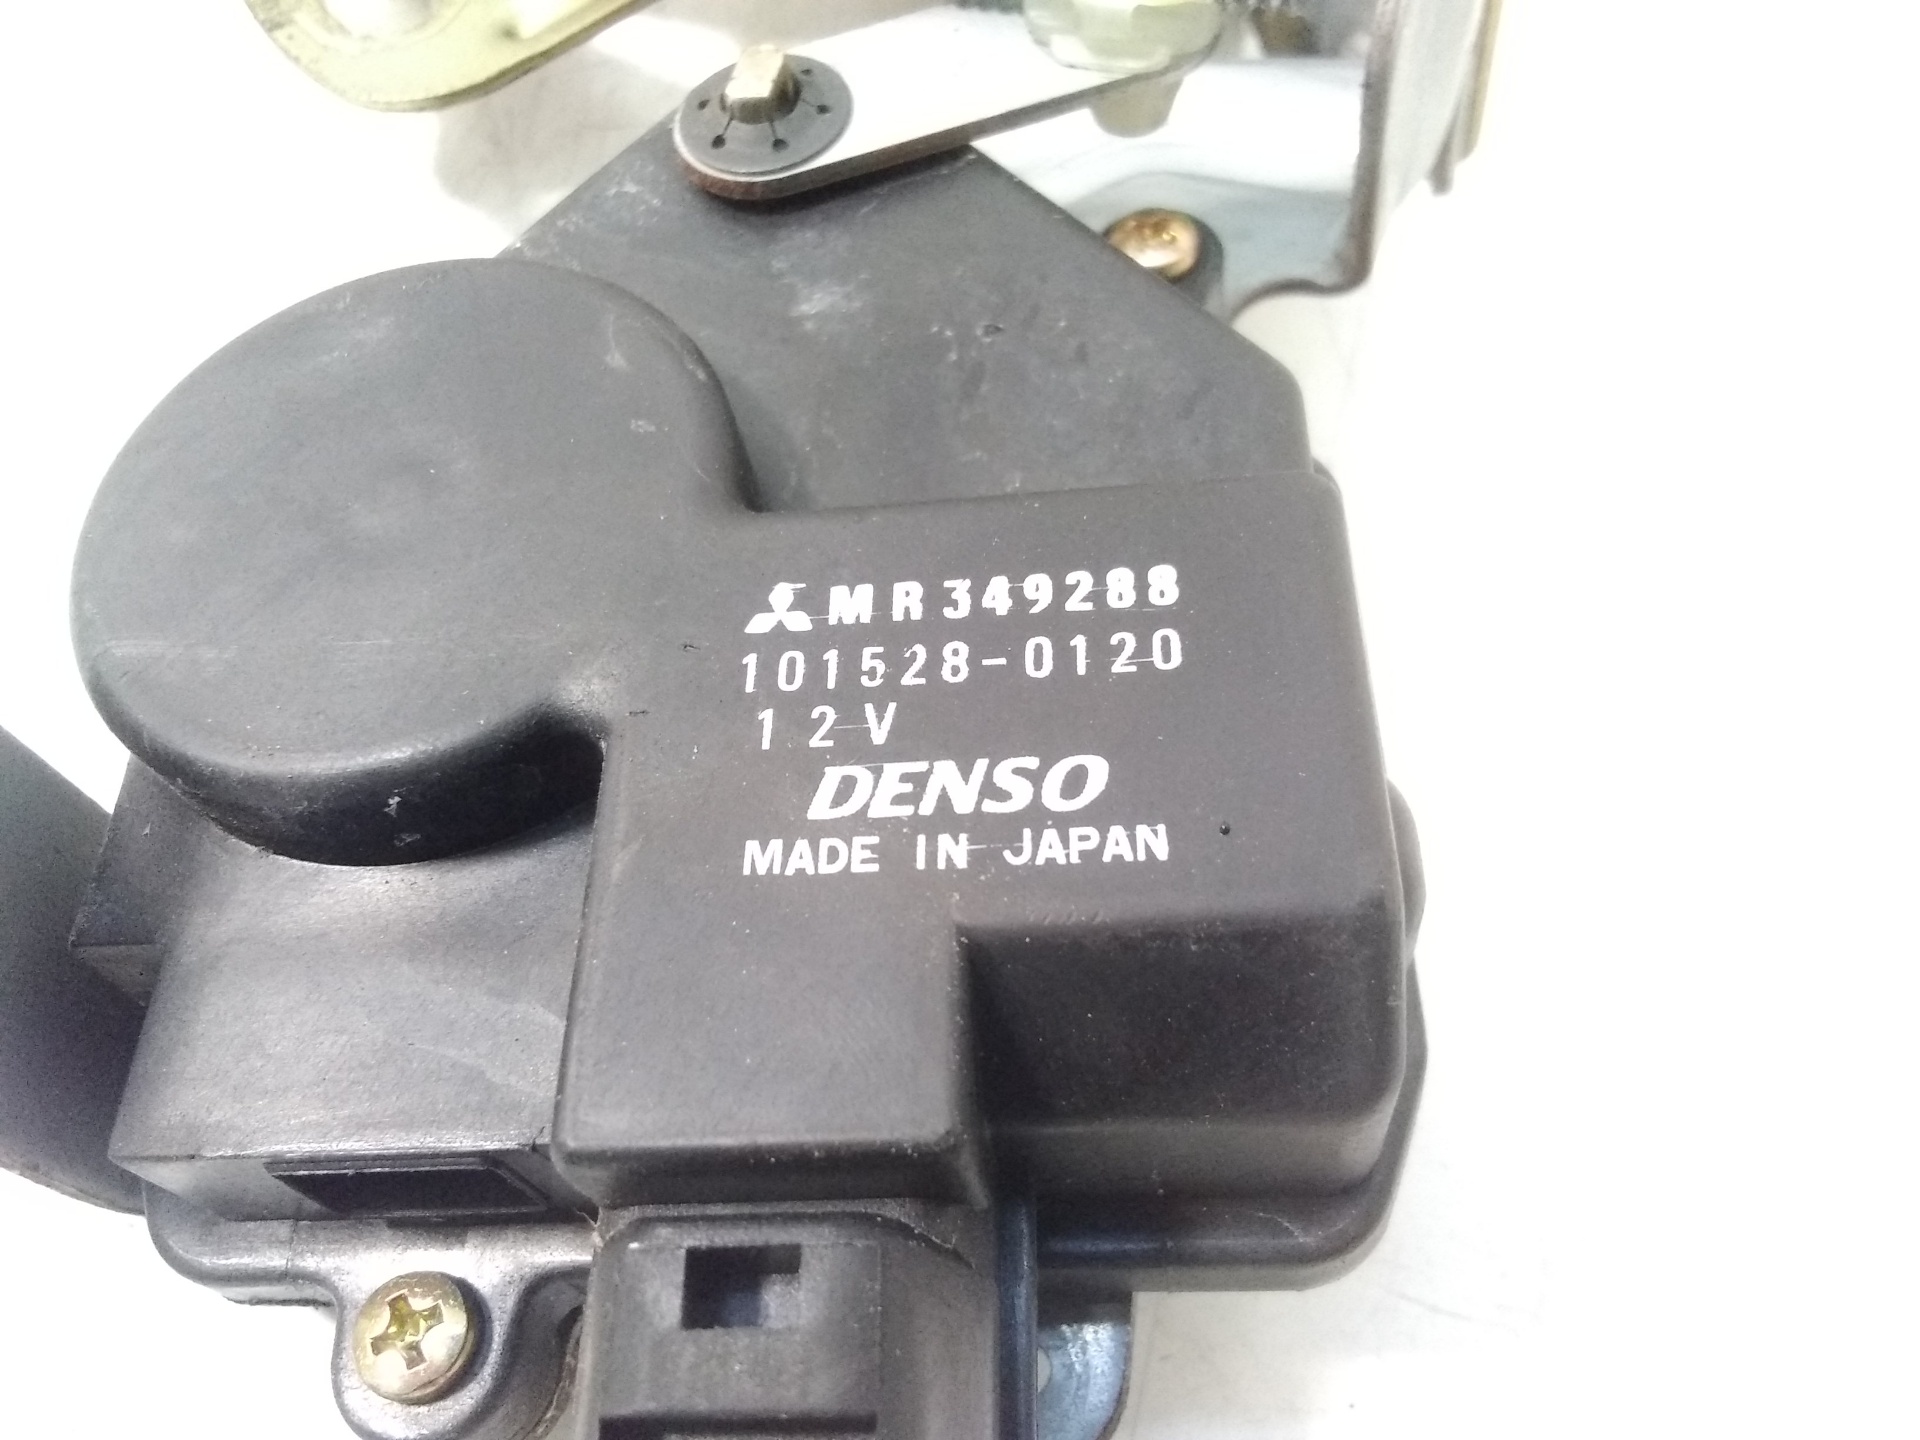 MR349288
101528-0120
12V
DENSO
MADE IN JAPAN